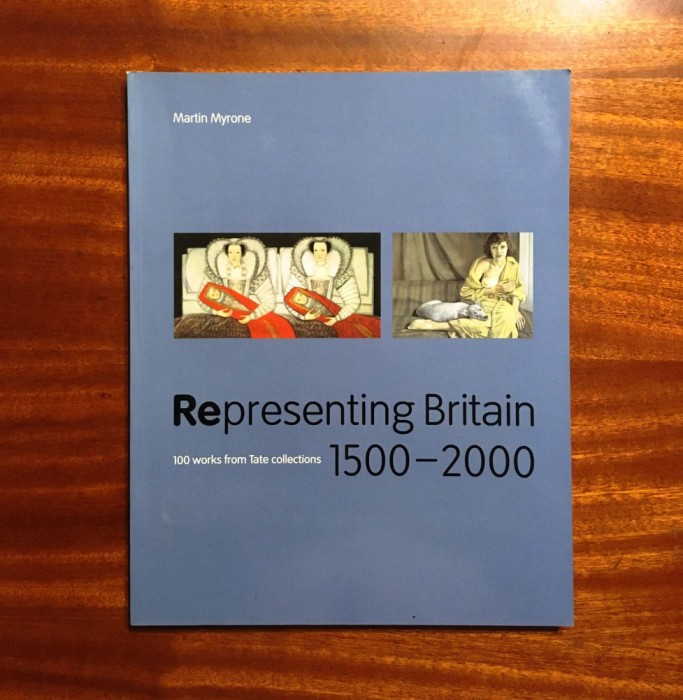 Martin Myrone
Representing Britain
100 works from Tate collections 1500–2000